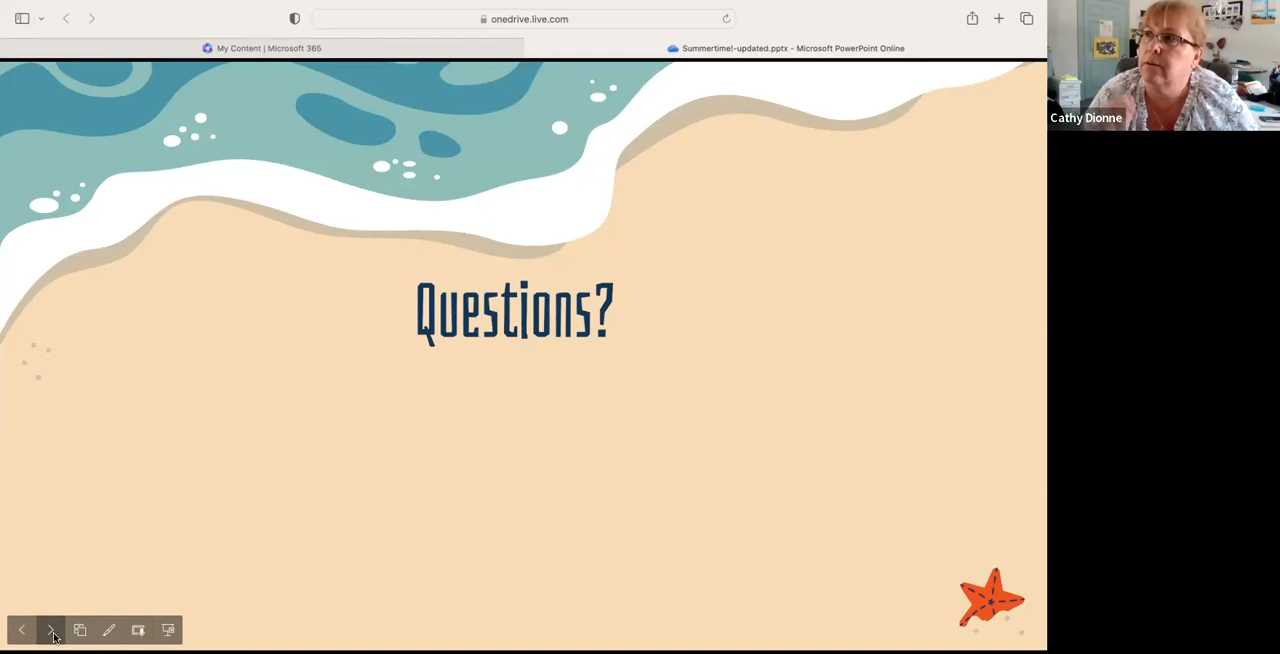 onedrive.live.com
My Content | Microsoft 365
Summertime!-updated.pptx – Microsoft PowerPoint Online
Cathy Dionne
Questions?